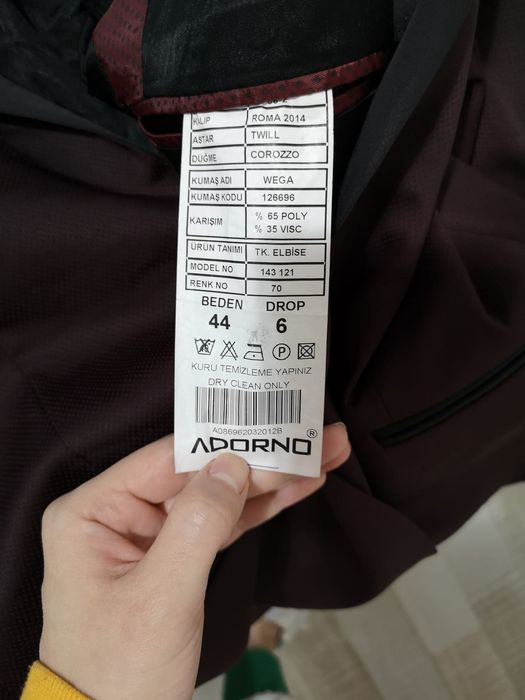 KALIP ROMA 2014
ASTAR TWILL
DÜĞME COROZZO
KUMAŞ ADI WEGA
KUMAŞ KODU 126696
KARIŞIM % 65 POLY
% 35 VISC
ÜRÜN TANIMI TK. ELBİSE
MODEL NO 143 121
RENK NO 70
BEDEN DROP
44 6
P
KURU TEMİZLEME YAPINIZ
DRY CLEAN ONLY
A086962032012B
ADORNO ®